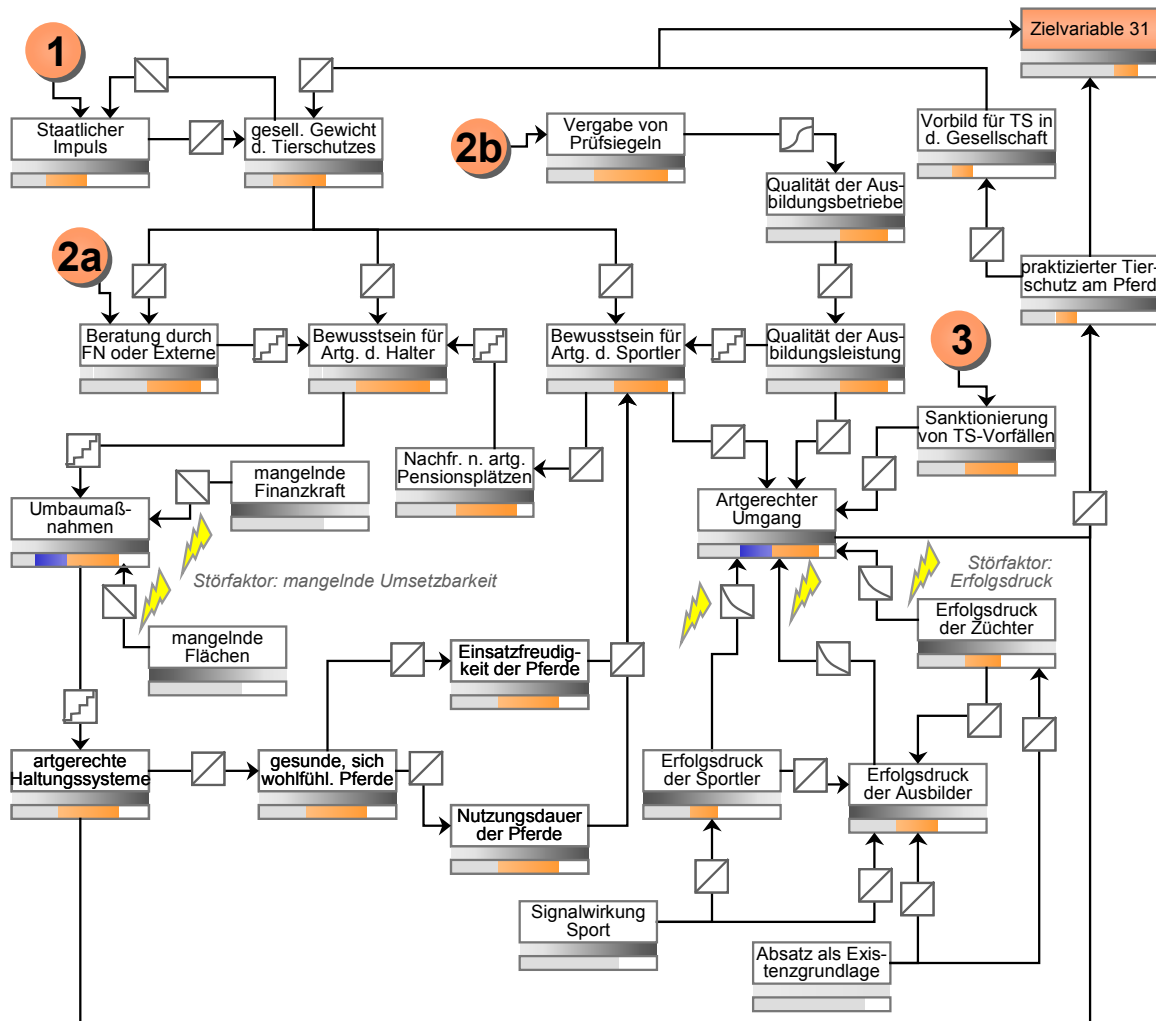 1
Zielvariable 31
Staatlicher
Impuls
gesell. Gewicht
d. Tierschutzes
2b
Vergabe von
Prüfsiegeln
Vorbild für TS in
d. Gesellschaft
Qualität der Aus-
bildungsbetriebe
2a
praktizierter Tier-
schutz am Pferd
Beratung durch
FN oder Externe
Bewusstsein für
Artg. d. Halter
Bewusstsein für
Artg. d. Sportler
Qualität der Aus-
bildungsleistung
3
Sanktionierung
von TS-Vorfällen
mangelnde
Finanzkraft
Nachfr. n. artg.
Pensionsplätzen
Umbaumaß-
nahmen
Artgerechter
Umgang
Störfaktor: mangelnde Umsetzbarkeit
Störfaktor:
Erfolgsdruck
Erfolgsdruck
der Züchter
mangelnde
Flächen
Einsatzfreudig-
keit der Pferde
artgerechte
Haltungssysteme
gesunde, sich
wohlfühl. Pferde
Erfolgsdruck
der Sportler
Erfolgsdruck
der Ausbilder
Nutzungsdauer
der Pferde
Signalwirkung
Sport
Absatz als Exis-
tenzgrundlage